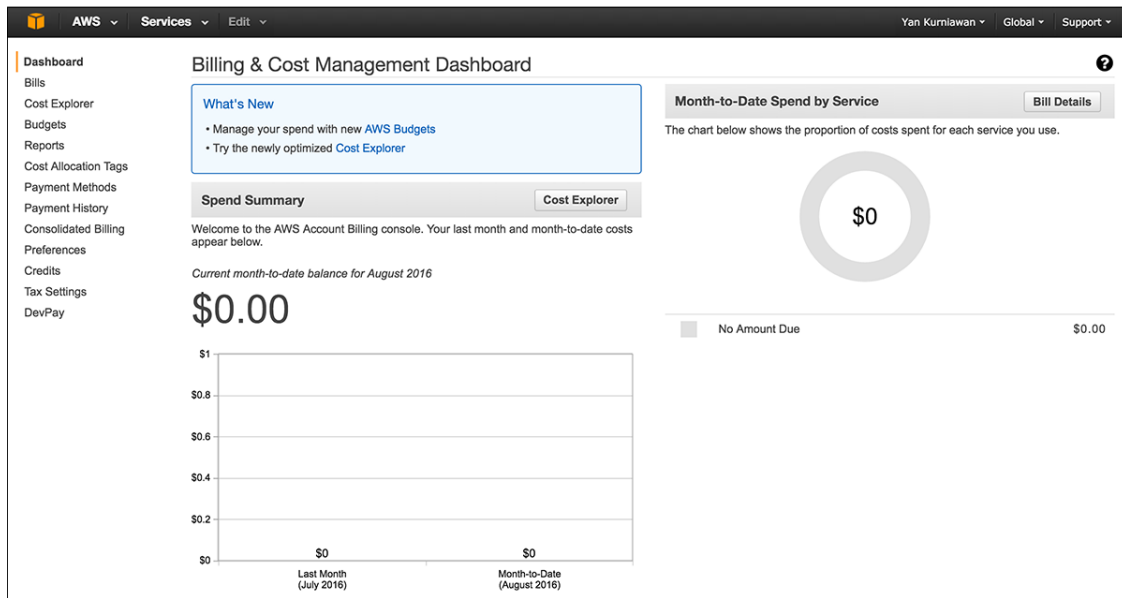 AWS Services Edit Yan Kurniawan Global Support
Dashboard
Bills
Cost Explorer
Budgets
Reports
Cost Allocation Tags
Payment Methods
Payment History
Consolidated Billing
Preferences
Credits
Tax Settings
DevPay
Billing & Cost Management Dashboard
?
What's New
• Manage your spend with new AWS Budgets
• Try the newly optimized Cost Explorer
Spend Summary Cost Explorer
Welcome to the AWS Account Billing console. Your last month and month-to-date costs
appear below.
Current month-to-date balance for August 2016
$0.00
$1
$0.8
$0.6
$0.4
$0.2
$0
$0 $0
Last Month
(July 2016)
Month-to-Date
(August 2016)
Month-to-Date Spend by Service Bill Details
The chart below shows the proportion of costs spent for each service you use.
$0
No Amount Due $0.00